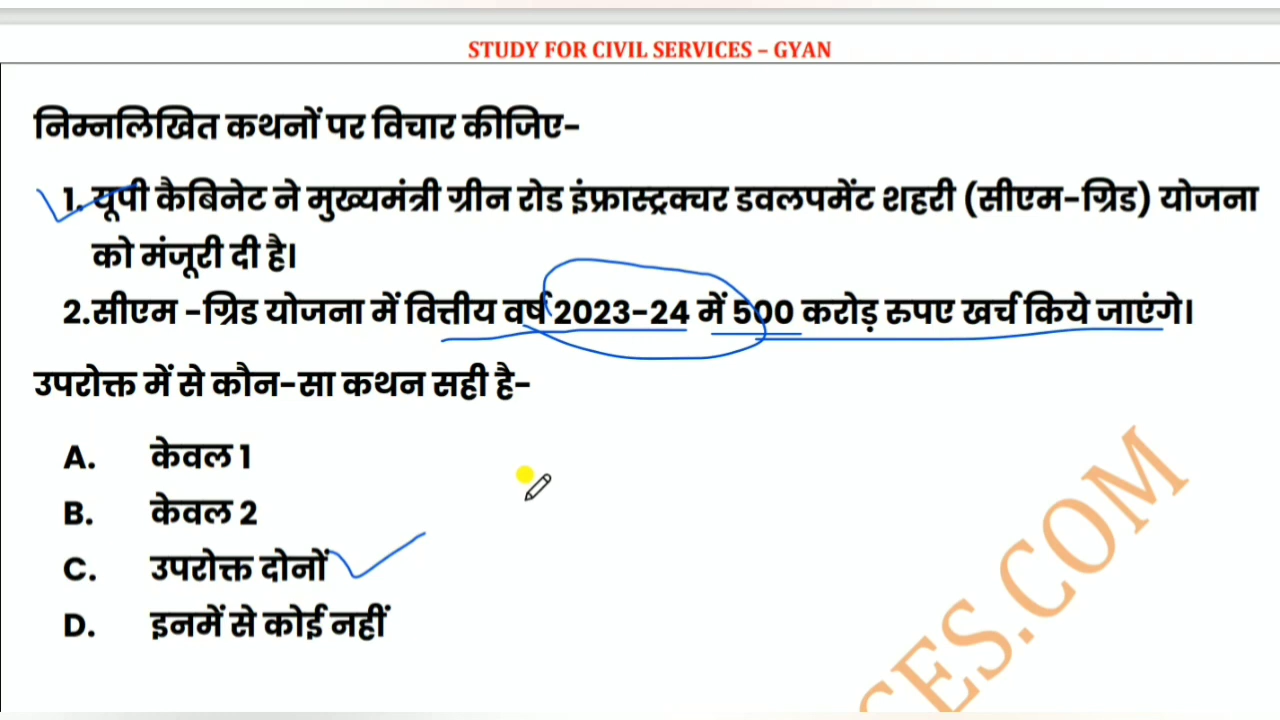 STUDY FOR CIVIL SERVICES – GYAN
निम्नलिखित कथनों पर विचार कीजिए-
1. यूपी कैबिनेट ने मुख्यमंत्री ग्रीन रोड इंफ्रास्ट्रक्चर डवलपमेंट शहरी (सीएम-ग्रिड) योजना
को मंजूरी दी है।
2.सीएम -ग्रिड योजना में वित्तीय वर्ष 2023-24 में 500 करोड़ रुपए खर्च किये जाएंगे।
उपरोक्त में से कौन-सा कथन सही है-
A. केवल 1
B. केवल 2
C. उपरोक्त दोनों
D. इनमें से कोई नहीं
CES.COM